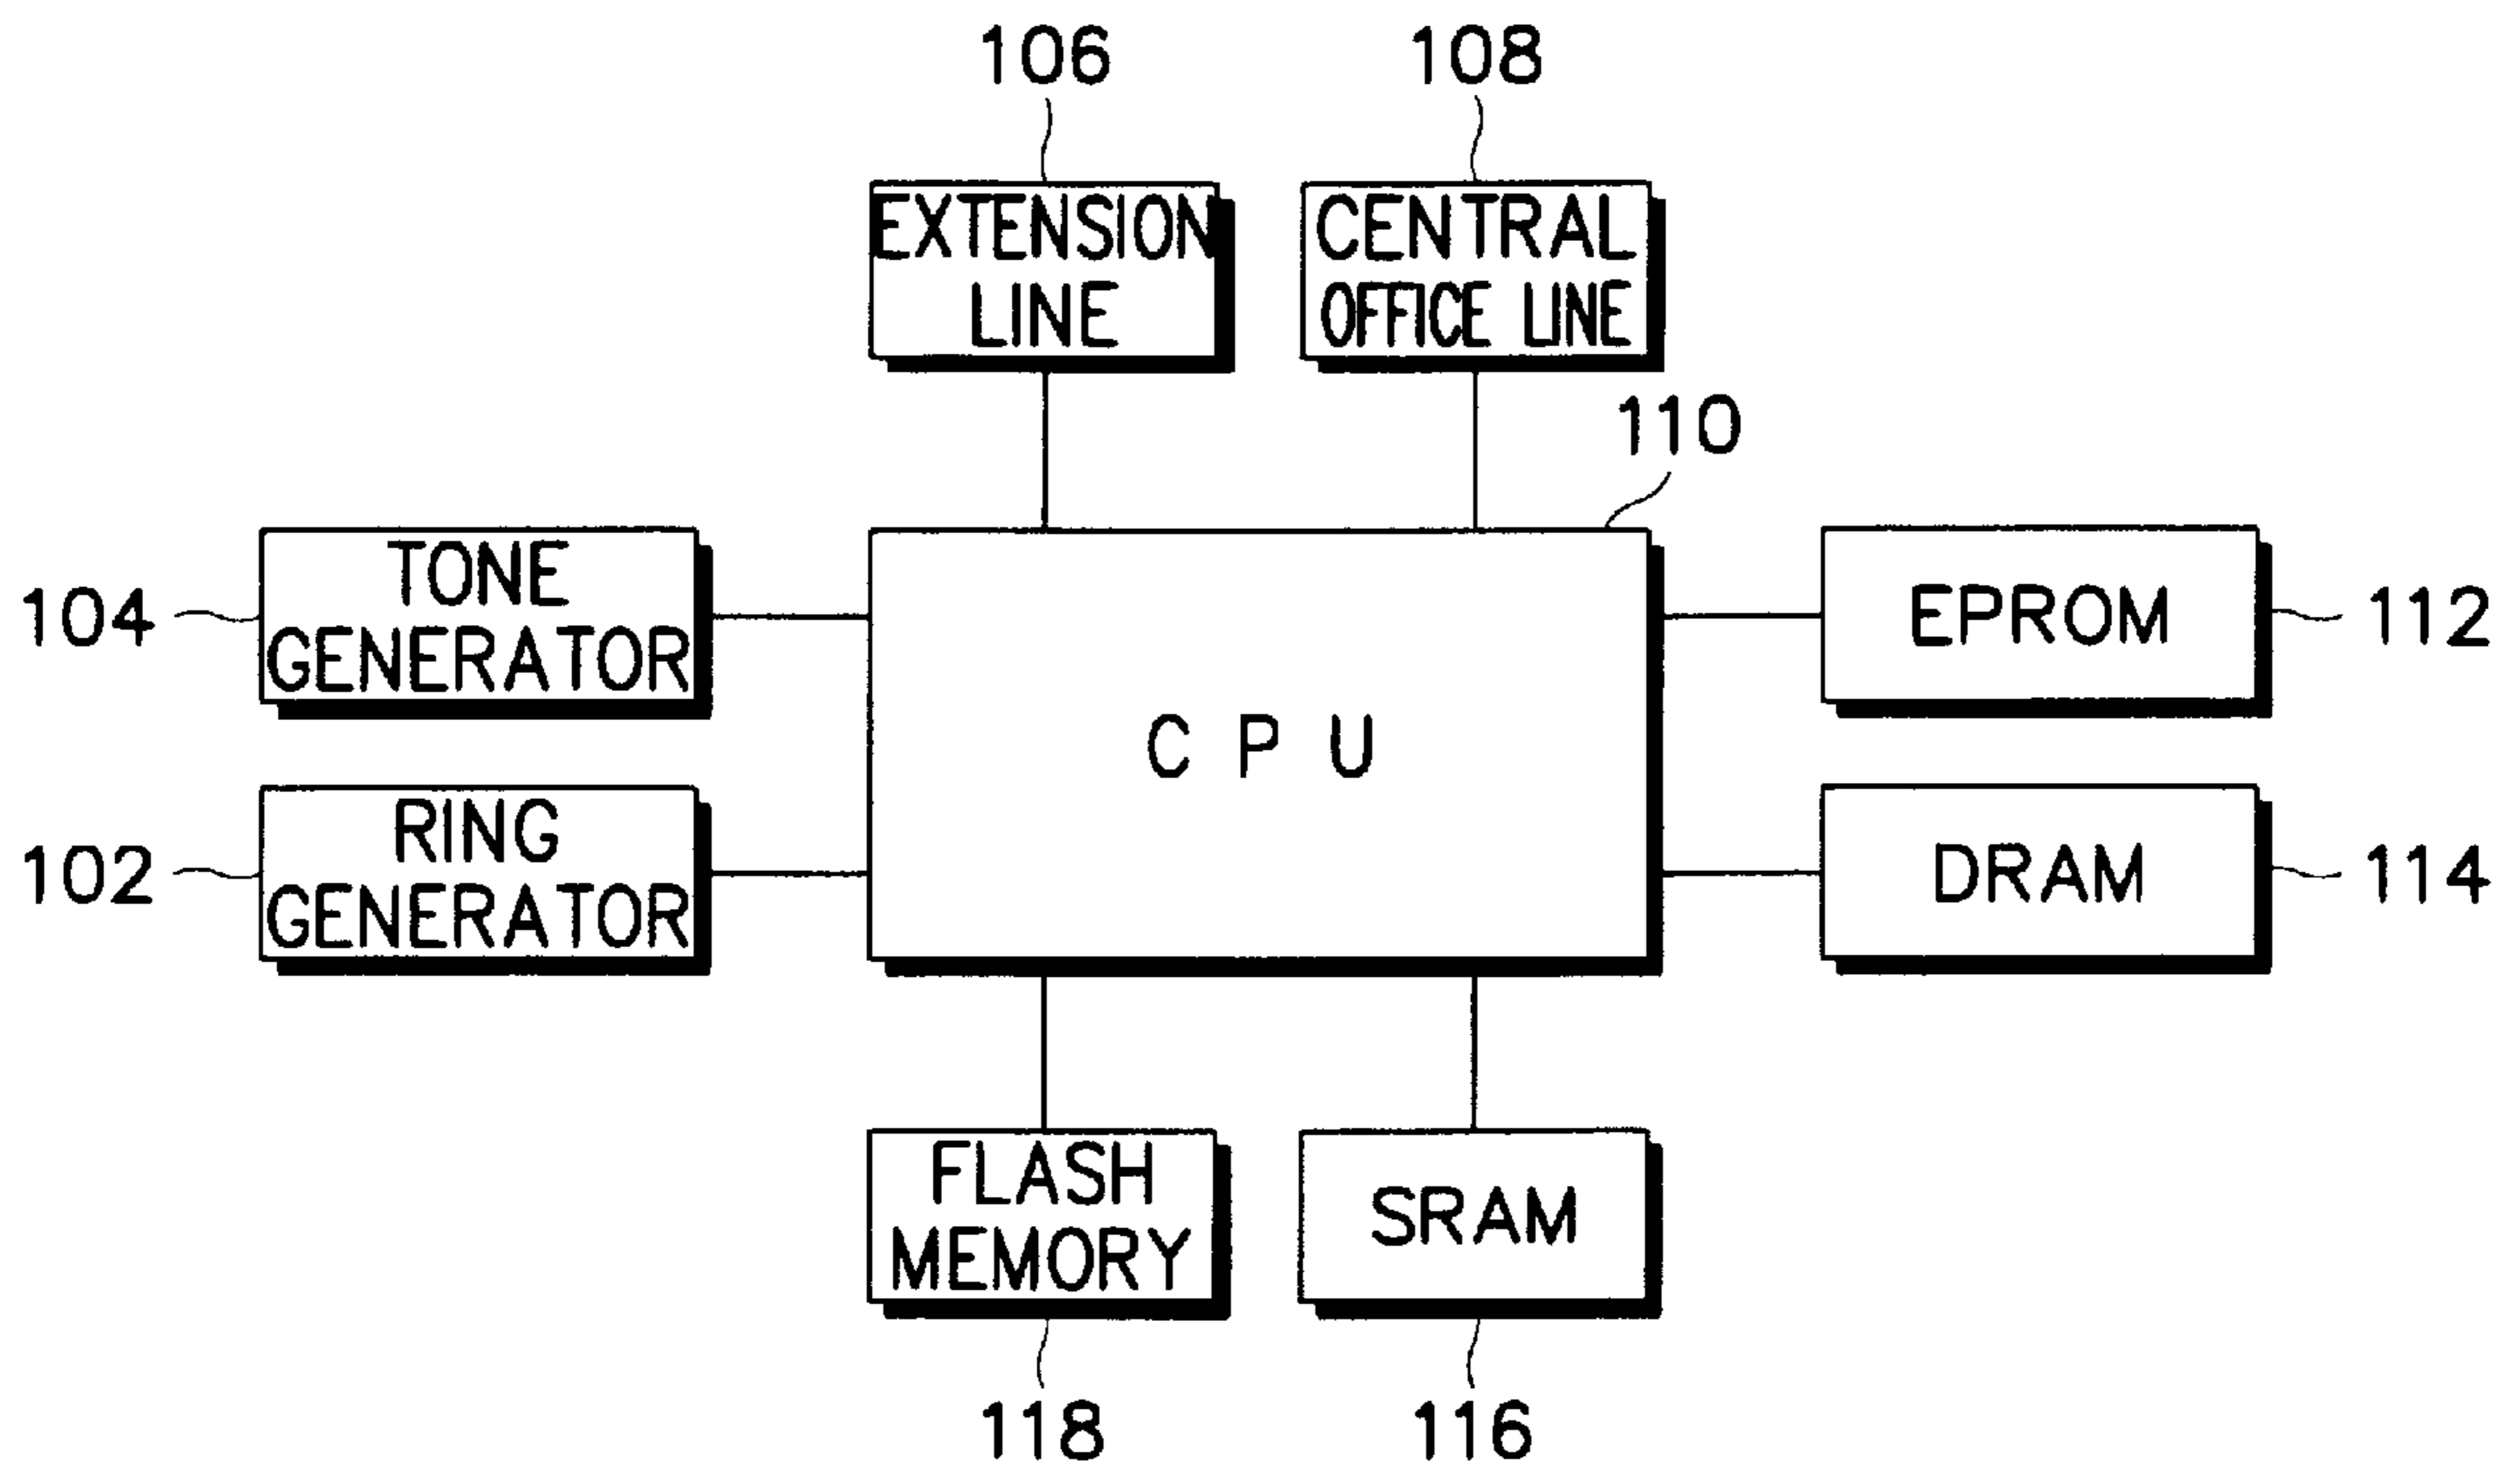 106
108
EXTENSION
LINE
CENTRAL
OFFICE LINE
110
104
TONE
GENERATOR
CPU
EPROM
112
102
RING
GENERATOR
DRAM
114
FLASH
MEMORY
SRAM
118
116